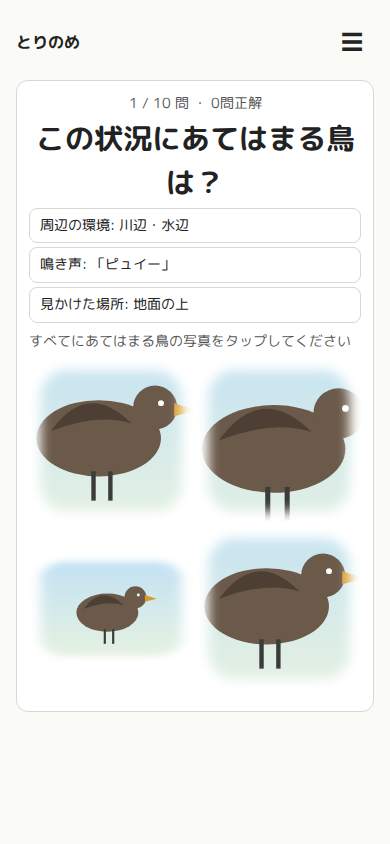 とりのめ
1 / 10 問 · 0問正解
この状況にあてはまる鳥
は？
周辺の環境: 川辺・水辺
鳴き声: 「ピュイー」
見かけた場所: 地面の上
すべてにあてはまる鳥の写真をタップしてください